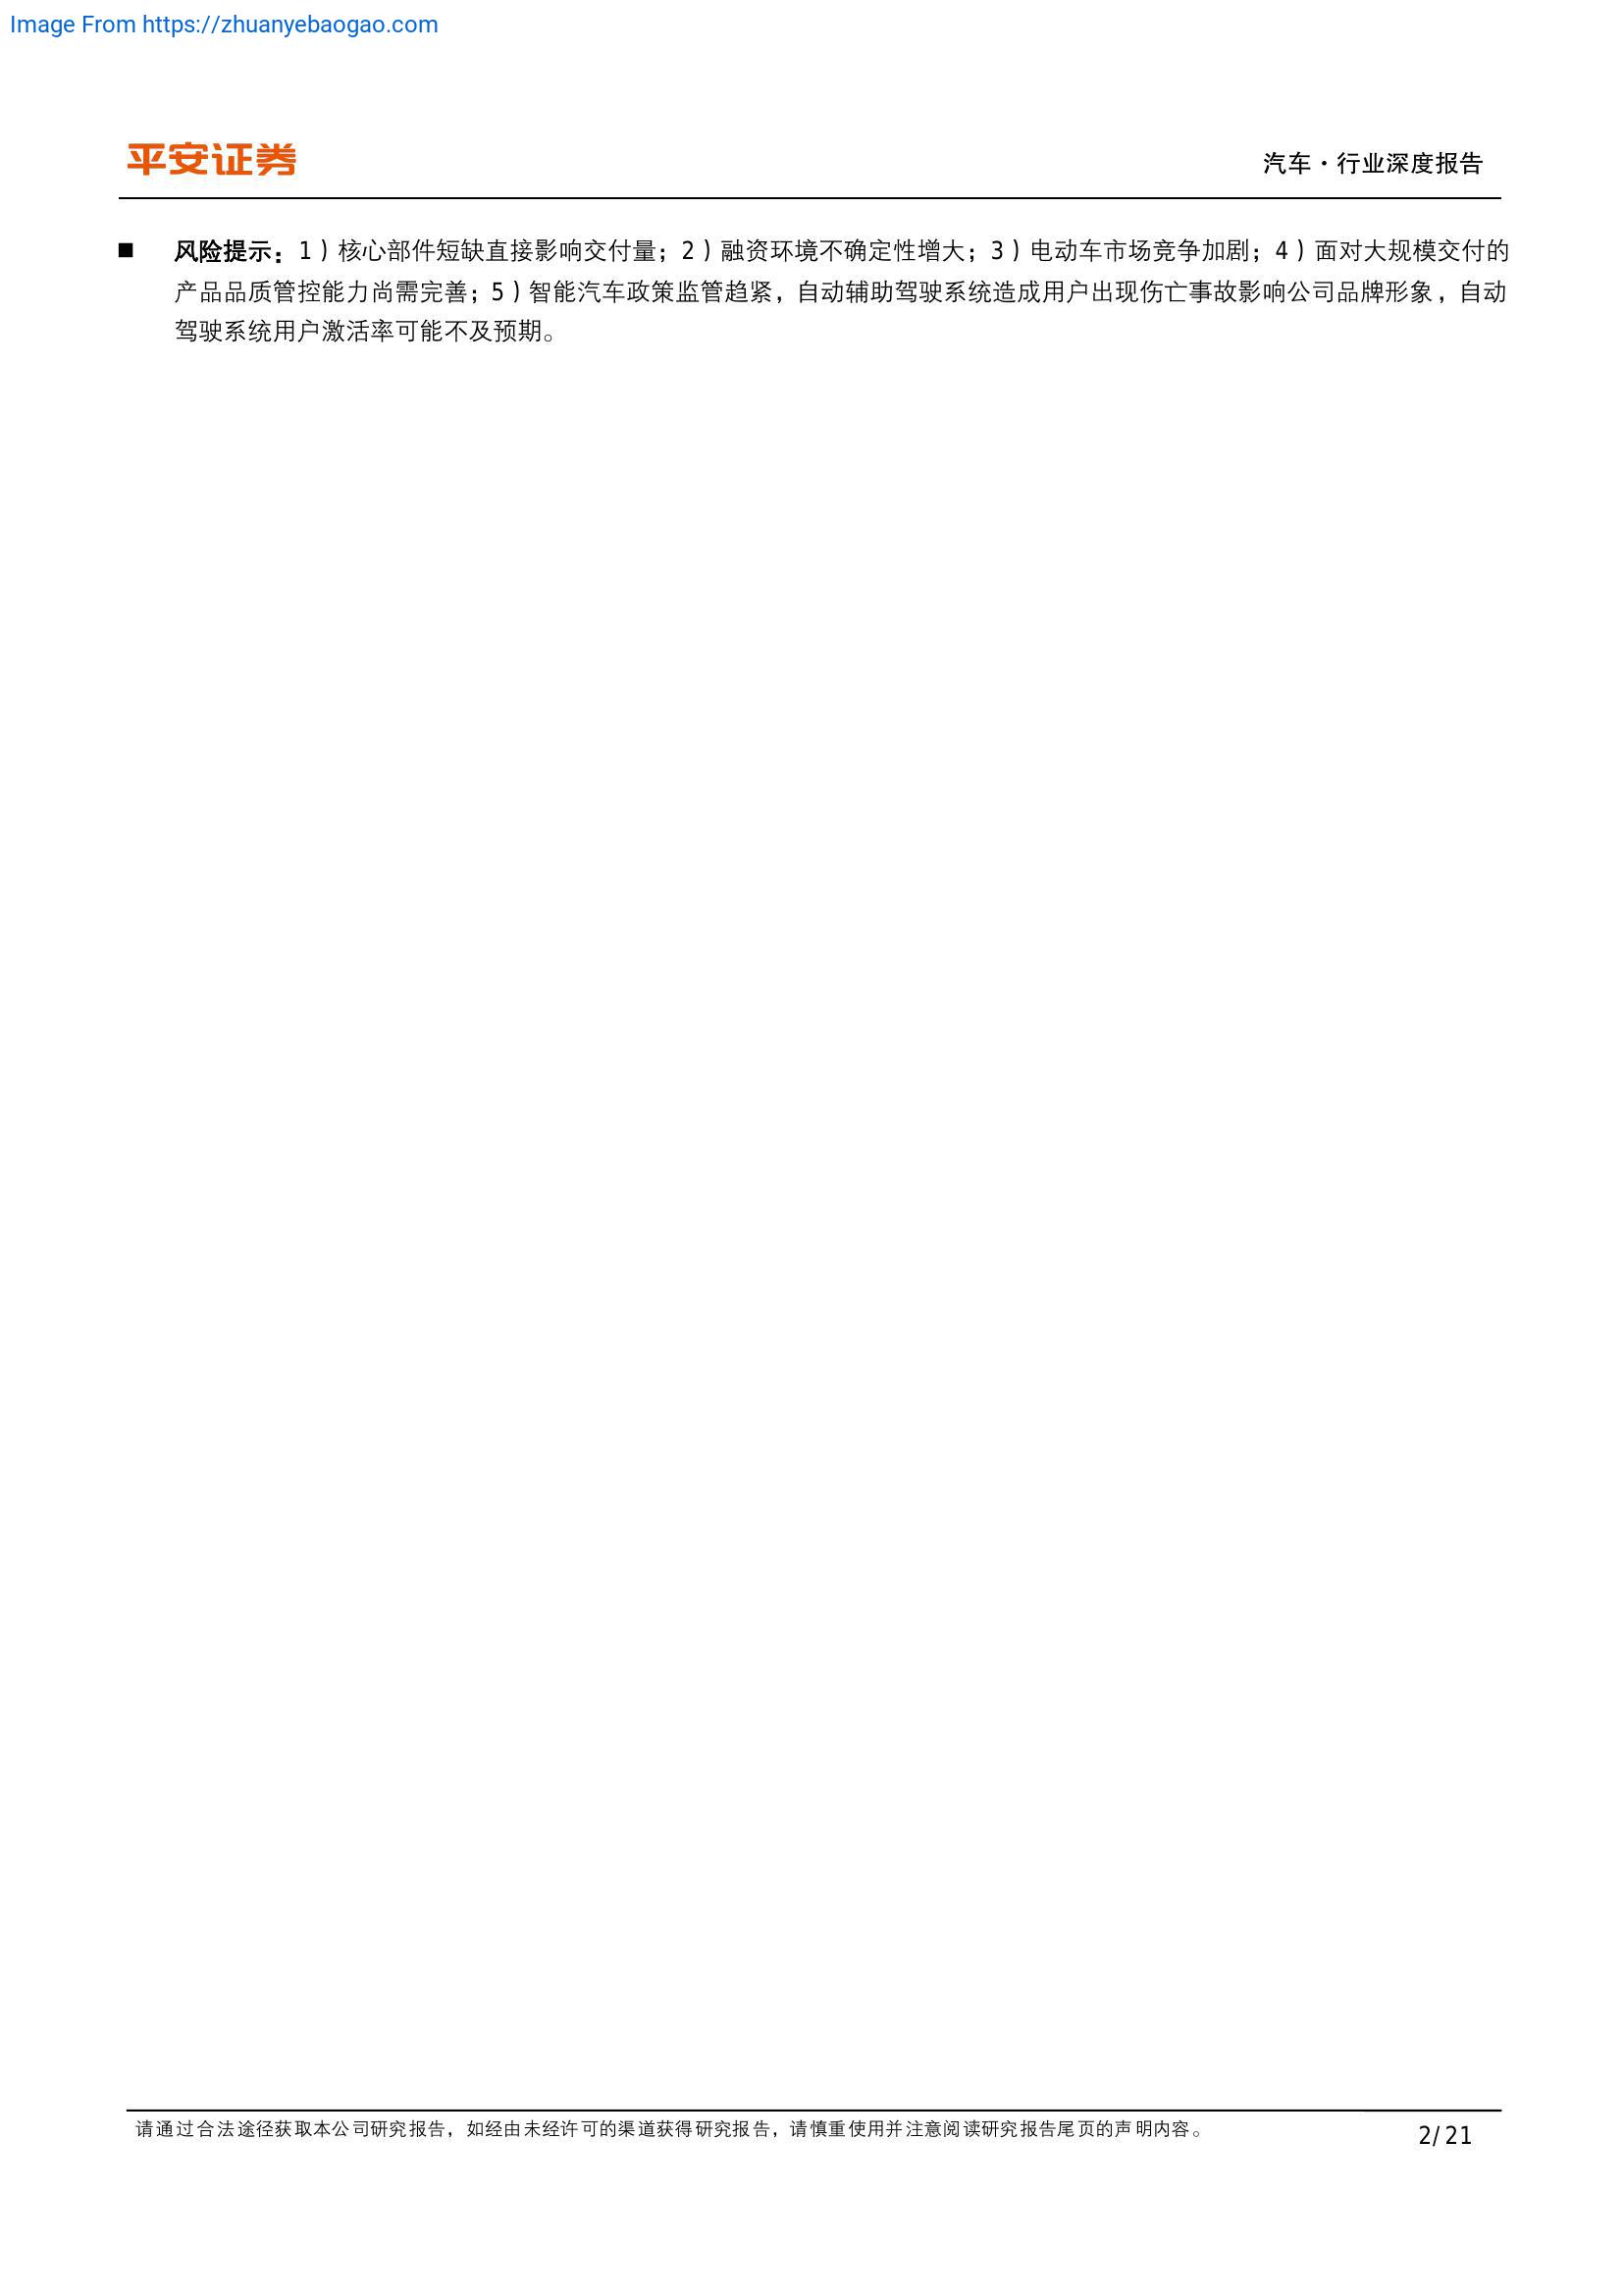 Image From https://zhuanyebaogao.com
平安证券
汽车·行业深度报告
■ 风险提示：1）核心部件短缺直接影响交付量；2）融资环境不确定性增大；3）电动车市场竞争加剧；4）面对大规模交付的
产品品质管控能力尚需完善；5）智能汽车政策监管趋紧，自动辅助驾驶系统造成用户出现伤亡事故影响公司品牌形象，自动
驾驶系统用户激活率可能不及预期。
请通过合法途径获取本公司研究报告，如经由未经许可的渠道获得研究报告，请慎重使用并注意阅读研究报告尾页的声明内容。
2/21